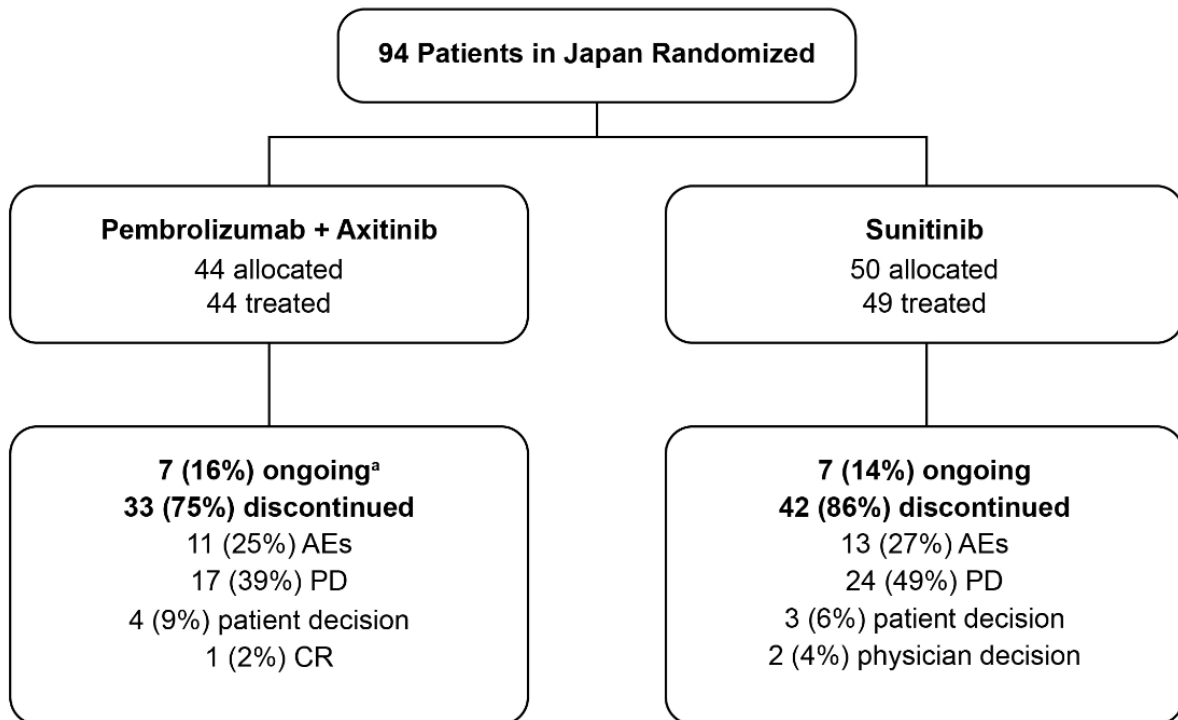 94 Patients in Japan Randomized
Pembrolizumab + Axitinib
44 allocated
44 treated
Sunitinib
50 allocated
49 treated
7 (16%) ongoingᵃ
33 (75%) discontinued
11 (25%) AEs
17 (39%) PD
4 (9%) patient decision
1 (2%) CR
7 (14%) ongoing
42 (86%) discontinued
13 (27%) AEs
24 (49%) PD
3 (6%) patient decision
2 (4%) physician decision